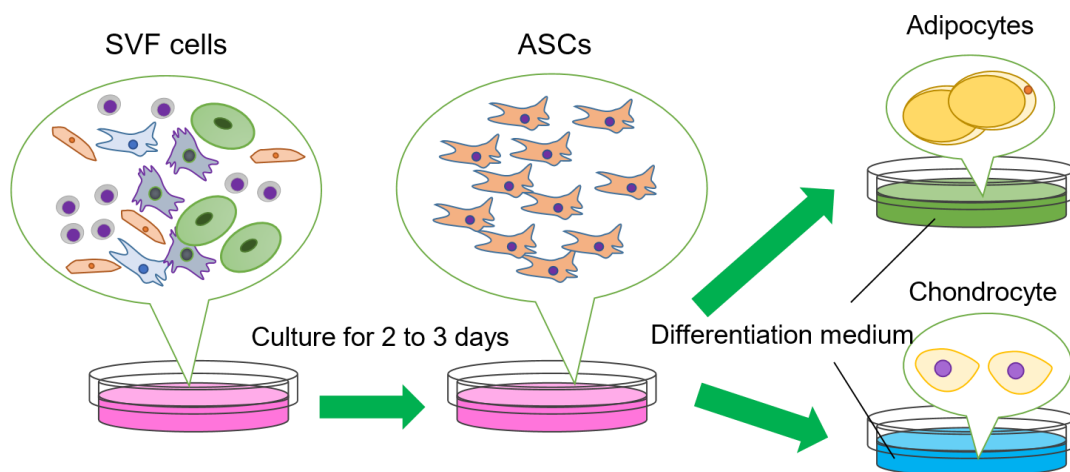 SVF cells
ASCs
Adipocytes
Culture for 2 to 3 days
Differentiation medium
Chondrocyte